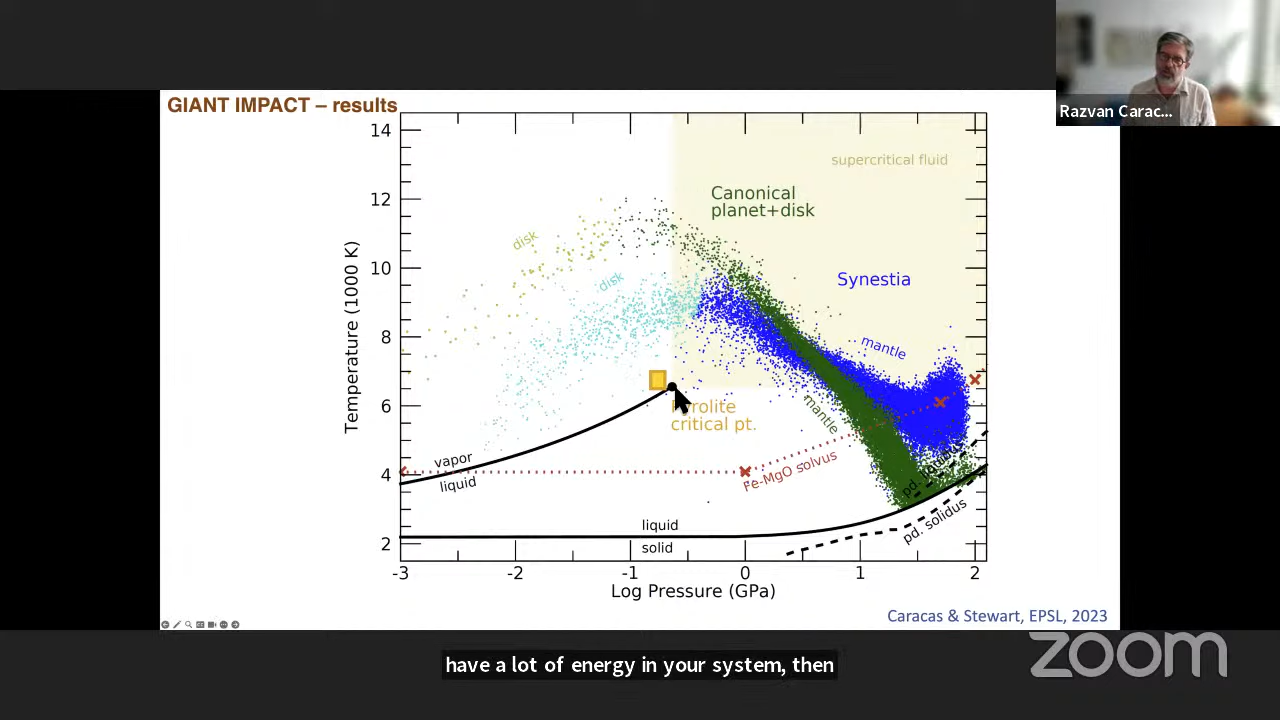 Razvan Carac...
GIANT IMPACT – results
14
12
10
8
6
4
2
Temperature (1000 K)
supercritical fluid
Canonical
planet+disk
disk
disk
Synestia
mantle
mantle
critical pt.
vapor
liquid
Fe-MgO solvus
liquid
solid
pd. solidus
-3
-2
-1
0
1
2
Log Pressure (GPa)
Caracas & Stewart, EPSL, 2023
have a lot of energy in your system, then
zoom